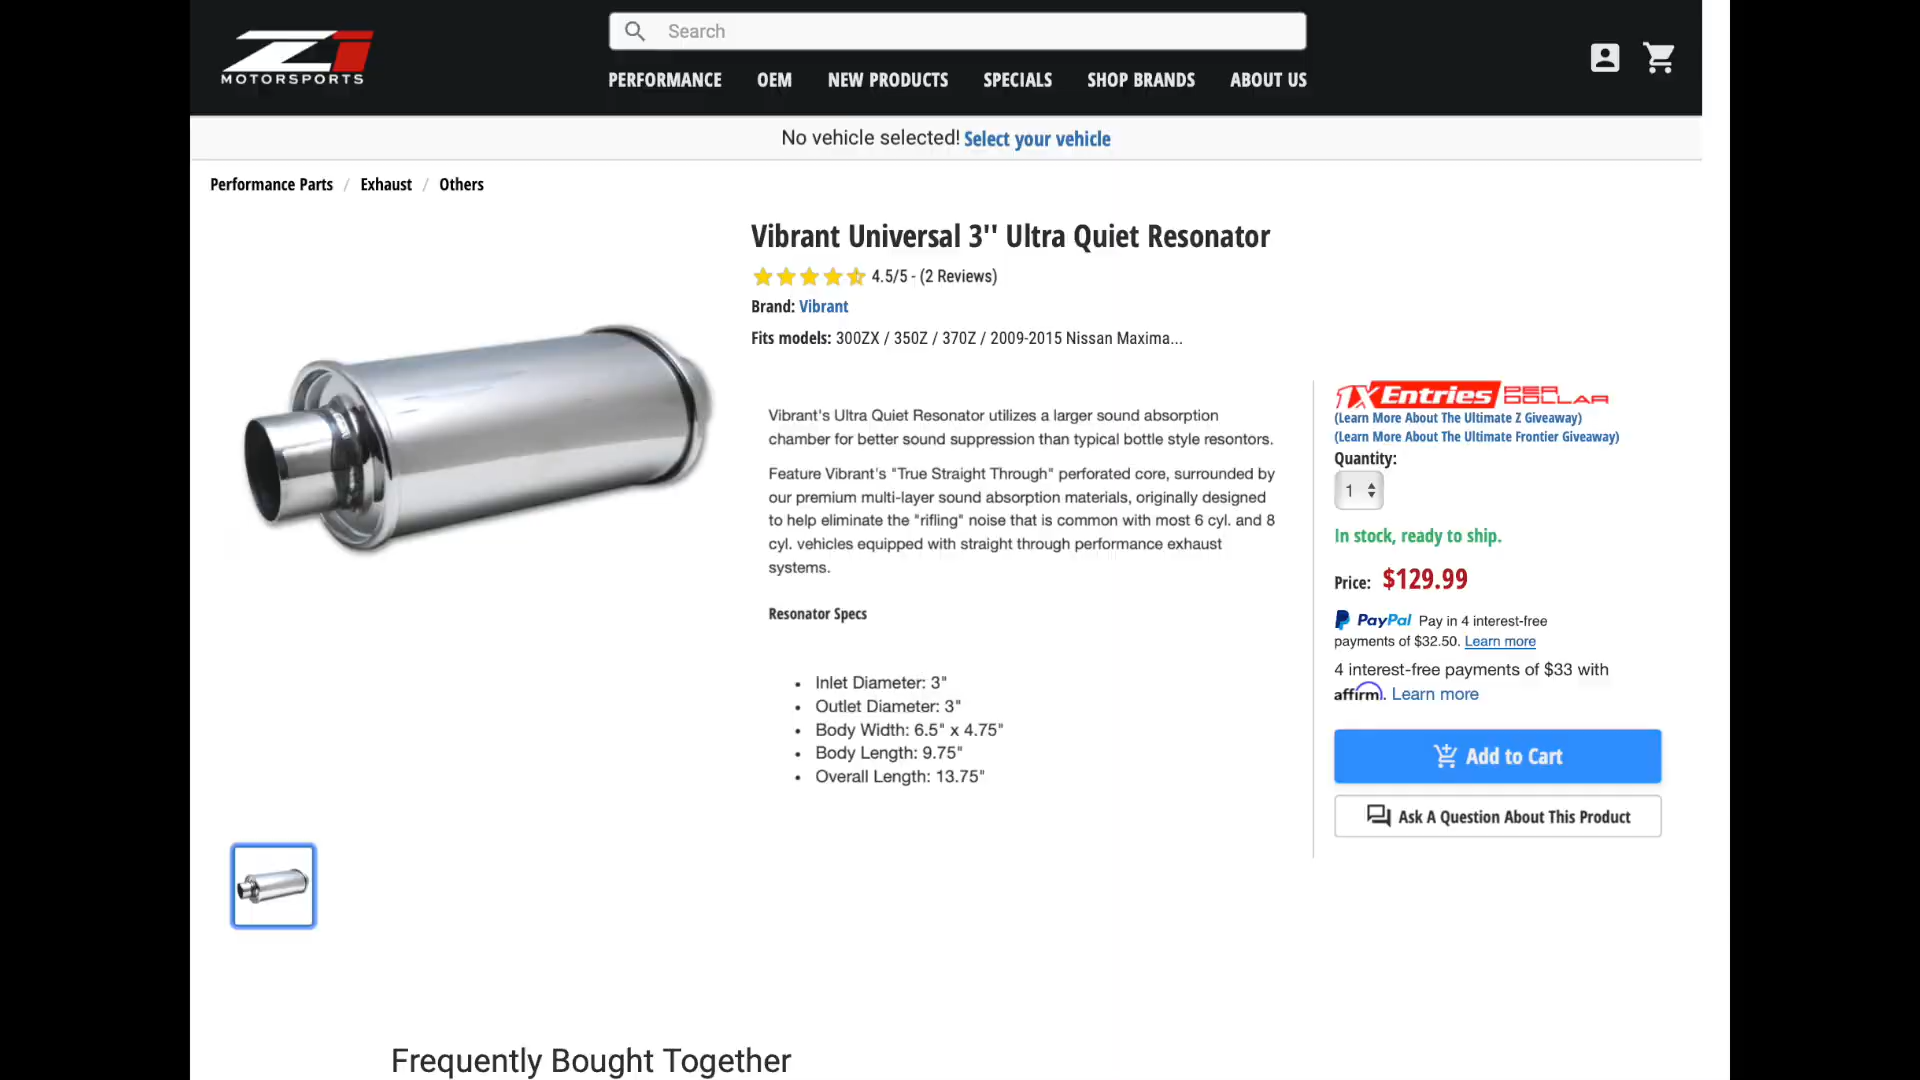 Z1
MOTORSPORTS
Search
PERFORMANCE OEM NEW PRODUCTS SPECIALS SHOP BRANDS ABOUT US
No vehicle selected! Select your vehicle
Performance Parts / Exhaust / Others
Vibrant Universal 3'' Ultra Quiet Resonator
4.5/5 - (2 Reviews)
Brand: Vibrant
Fits models: 300ZX / 350Z / 370Z / 2009-2015 Nissan Maxima...
Vibrant's Ultra Quiet Resonator utilizes a larger sound absorption
chamber for better sound suppression than typical bottle style resontors.
Feature Vibrant's "True Straight Through" perforated core, surrounded by
our premium multi-layer sound absorption materials, originally designed
to help eliminate the "rifling" noise that is common with most 6 cyl. and 8
cyl. vehicles equipped with straight through performance exhaust
systems.
Resonator Specs
• Inlet Diameter: 3"
• Outlet Diameter: 3"
• Body Width: 6.5" x 4.75"
• Body Length: 9.75"
• Overall Length: 13.75"
1X Entries PER DOLLAR
(Learn More About The Ultimate Z Giveaway)
(Learn More About The Ultimate Frontier Giveaway)
Quantity:
1
In stock, ready to ship.
Price: $129.99
PayPal Pay in 4 interest-free
payments of $32.50. Learn more
4 interest-free payments of $33 with
affirm. Learn more
Add to Cart
Ask A Question About This Product
Frequently Bought Together